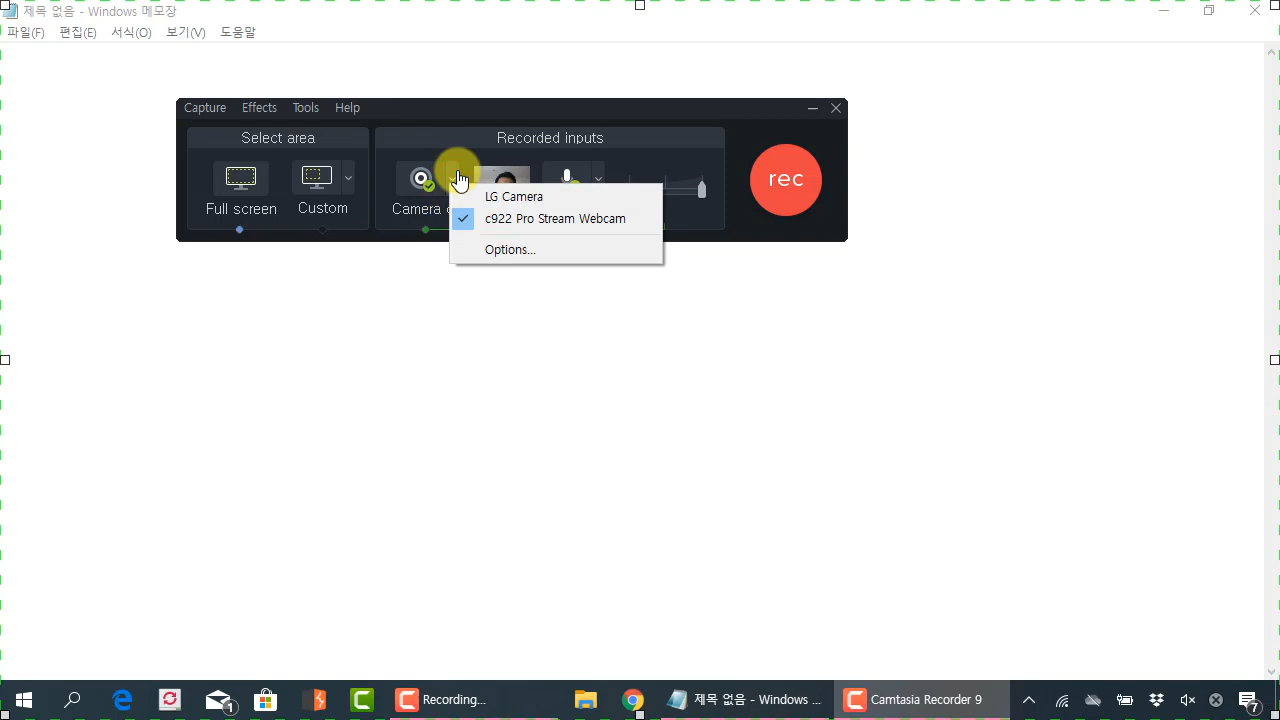 제목 없음 - Windows 메모장
파일(F) 편집(E) 서식(O) 보기(V) 도움말
Capture Effects Tools Help
Select area Recorded inputs
rec
Full screen Custom Camera
LG Camera
c922 Pro Stream Webcam
Options...
1 Recording... 제목 없음 - Windows ... Camtasia Recorder 9 7